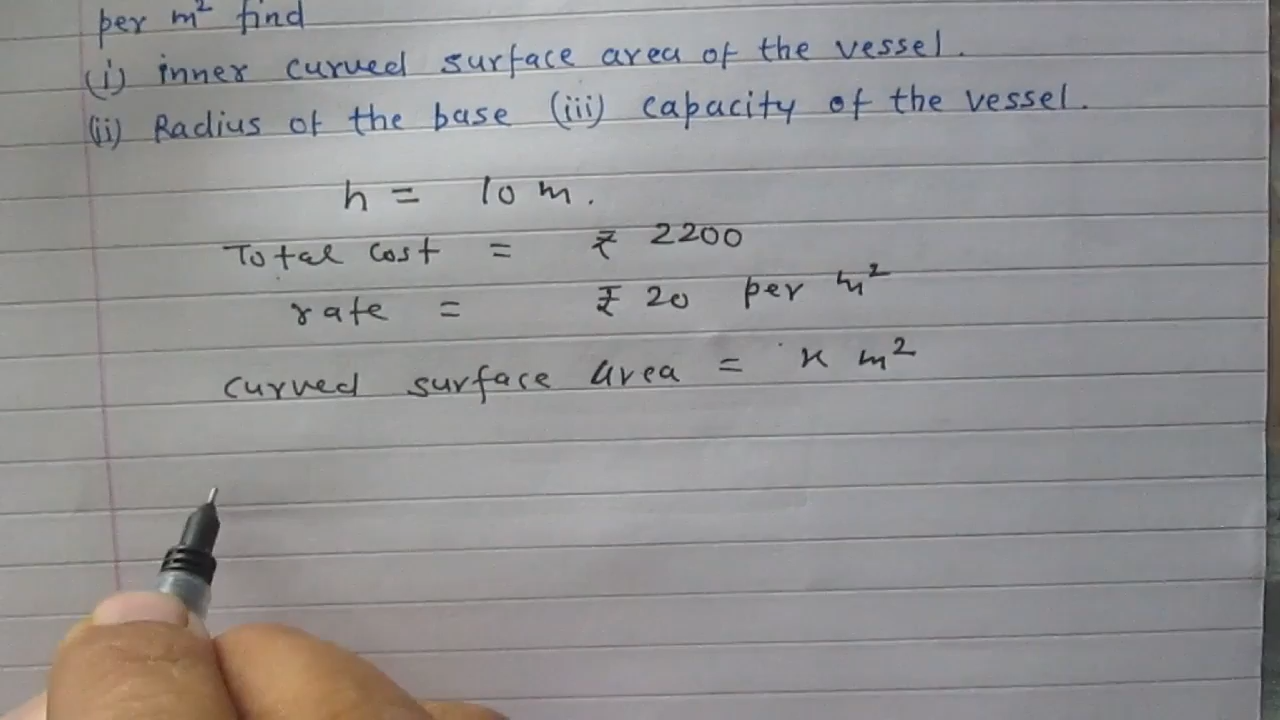 per m² find
(i) inner curved surface area of the vessel.
(ii) Radius of the base (iii) capacity of the vessel.
h = 10 m.
Total cost = ₹ 2200
rate = ₹ 20 per m²
curved surface area = x m²